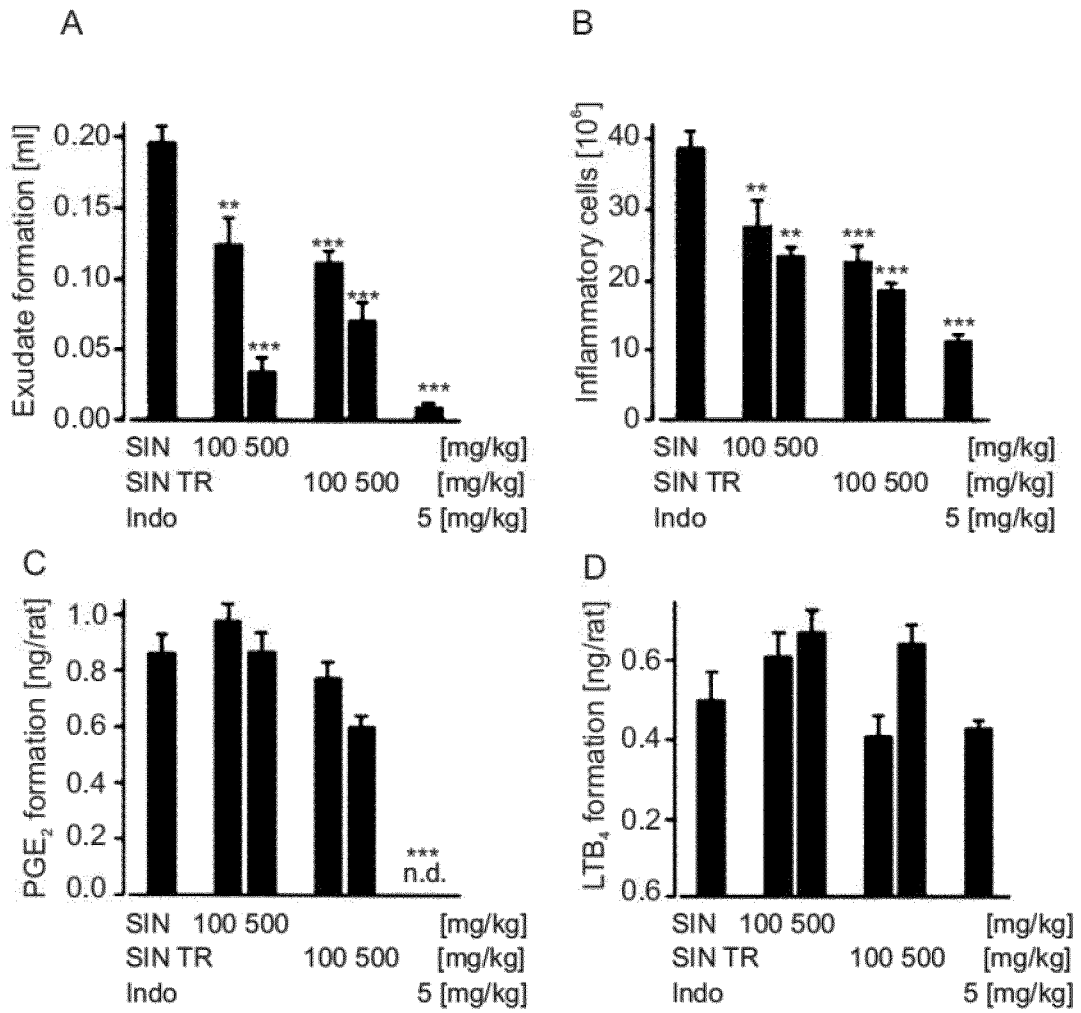 A
Exudate formation [ml]
0.20
0.15
0.10
0.05
0.00
**
***
***
***
***
SIN 100 500 [mg/kg]
SIN TR 100 500 [mg/kg]
Indo 5 [mg/kg]
B
Inflammatory cells [10⁶]
40
30
20
10
0
**
**
***
***
***
SIN 100 500 [mg/kg]
SIN TR 100 500 [mg/kg]
Indo 5 [mg/kg]
C
PGE₂ formation [ng/rat]
1.0
0.8
0.6
0.4
0.2
0.0
***
n.d.
SIN 100 500 [mg/kg]
SIN TR 100 500 [mg/kg]
Indo 5 [mg/kg]
D
LTB₄ formation [ng/rat]
0.6
0.4
0.2
0.6
SIN 100 500 [mg/kg]
SIN TR 100 500 [mg/kg]
Indo 5 [mg/kg]